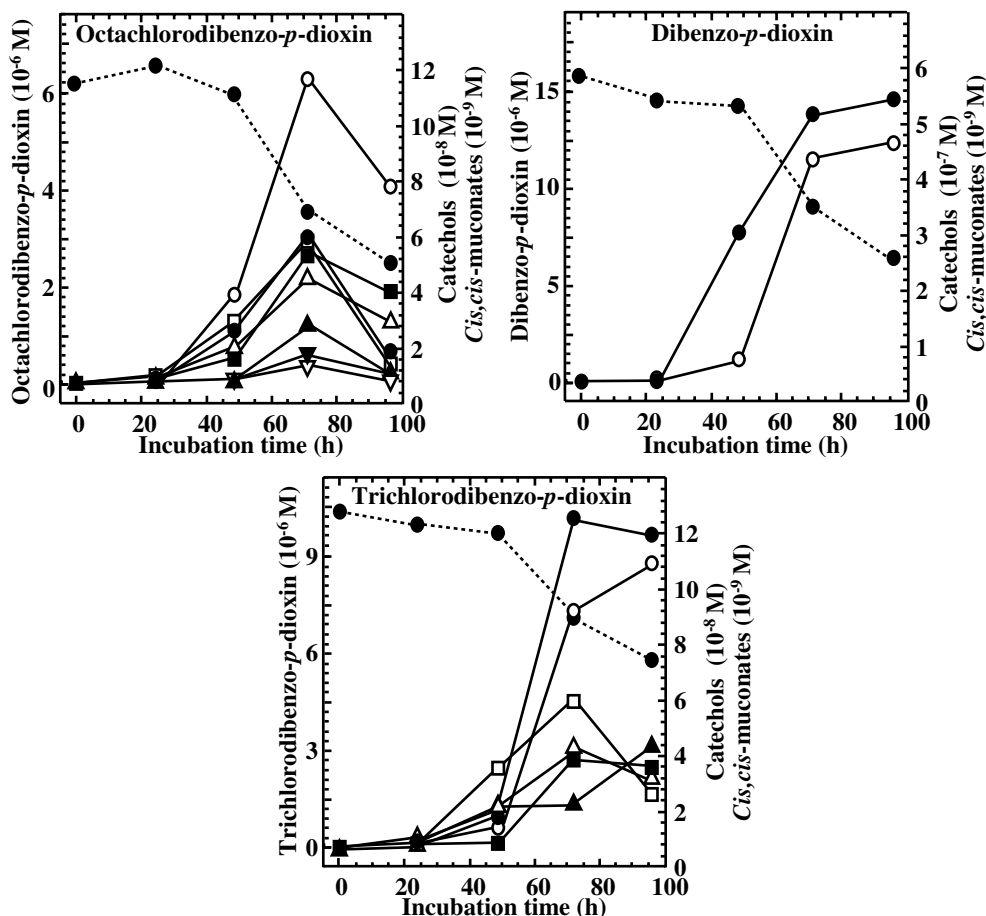 Octachlorodibenzo-p-dioxin
Octachlorodibenzo-p-dioxin (10-6 M)
6
4
2
0
12
10
8
6
4
2
0
Catechols (10-8 M)
Cis,cis-muconates (10-9 M)
0 20 40 60 80 100
Incubation time (h)
Dibenzo-p-dioxin
Dibenzo-p-dioxin (10-6 M)
15
10
5
0
6
5
4
3
2
1
0
Catechols (10-7 M)
Cis,cis-muconates (10-9 M)
0 20 40 60 80 100
Incubation time (h)
Trichlorodibenzo-p-dioxin
Trichlorodibenzo-p-dioxin (10-6 M)
9
6
3
0
12
10
8
6
4
2
0
Catechols (10-8 M)
Cis,cis-muconates (10-9 M)
0 20 40 60 80 100
Incubation time (h)